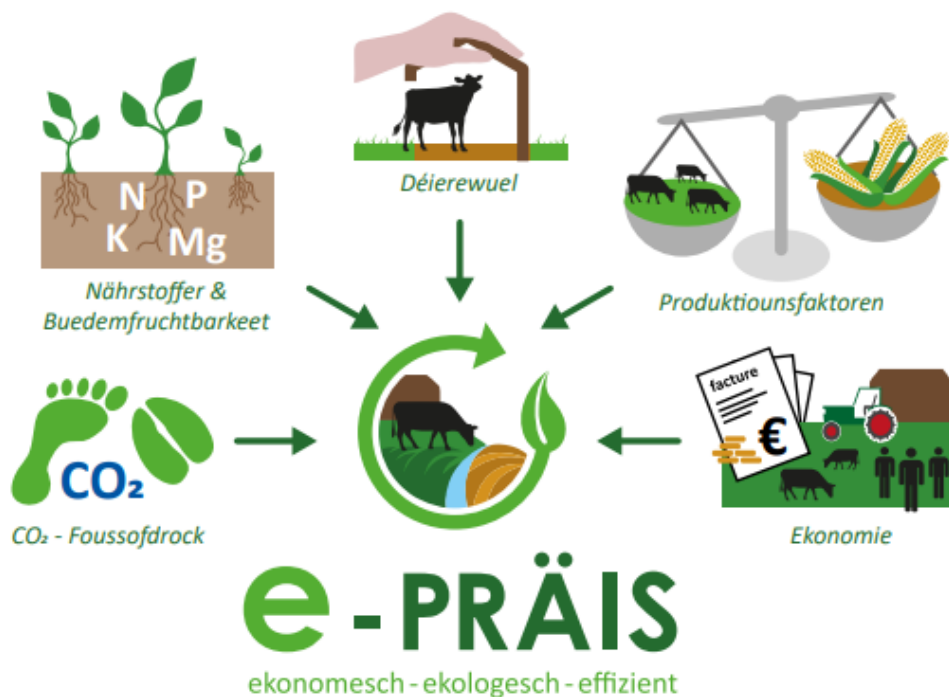 N P
K Mg
Nährstoffer &
Buedemfruchtbarkeet
Déierewuel
Produktiounsfaktoren
CO₂
CO₂ - Foussofdrock
facture
€
Ekonomie
e-PRÄIS
ekonomesch - ekologesch - effizient